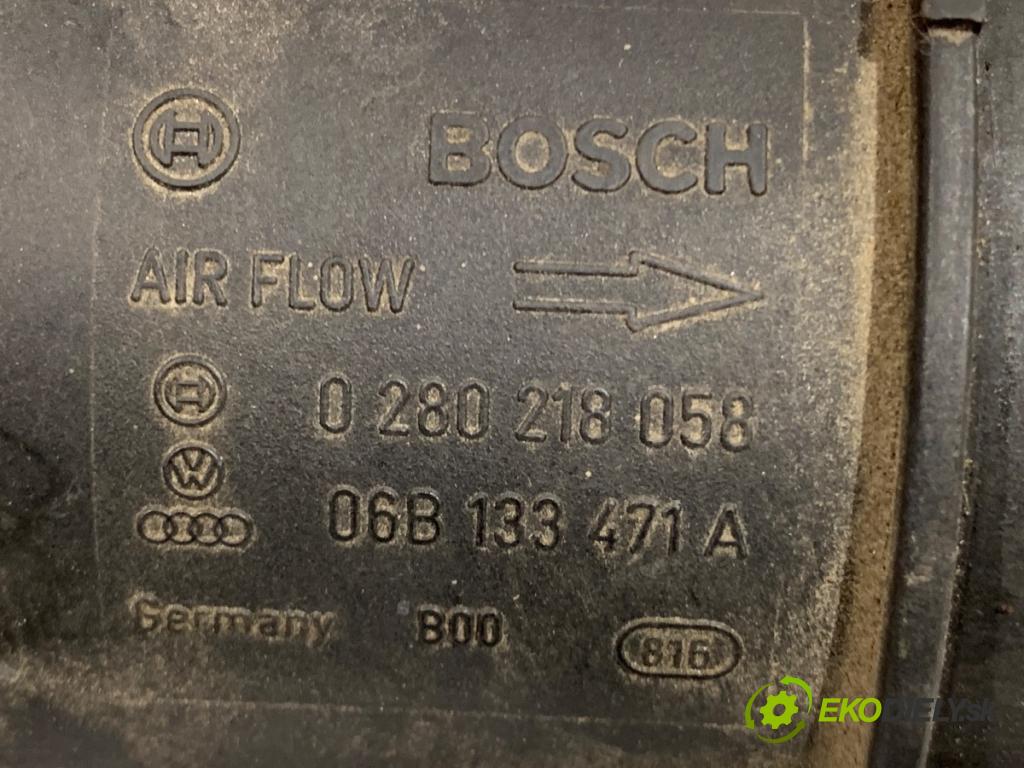 BOSCH
AIR FLOW
0 280 218 058
06B 133 471 A
Germany B00 816
EKODIELY.sk